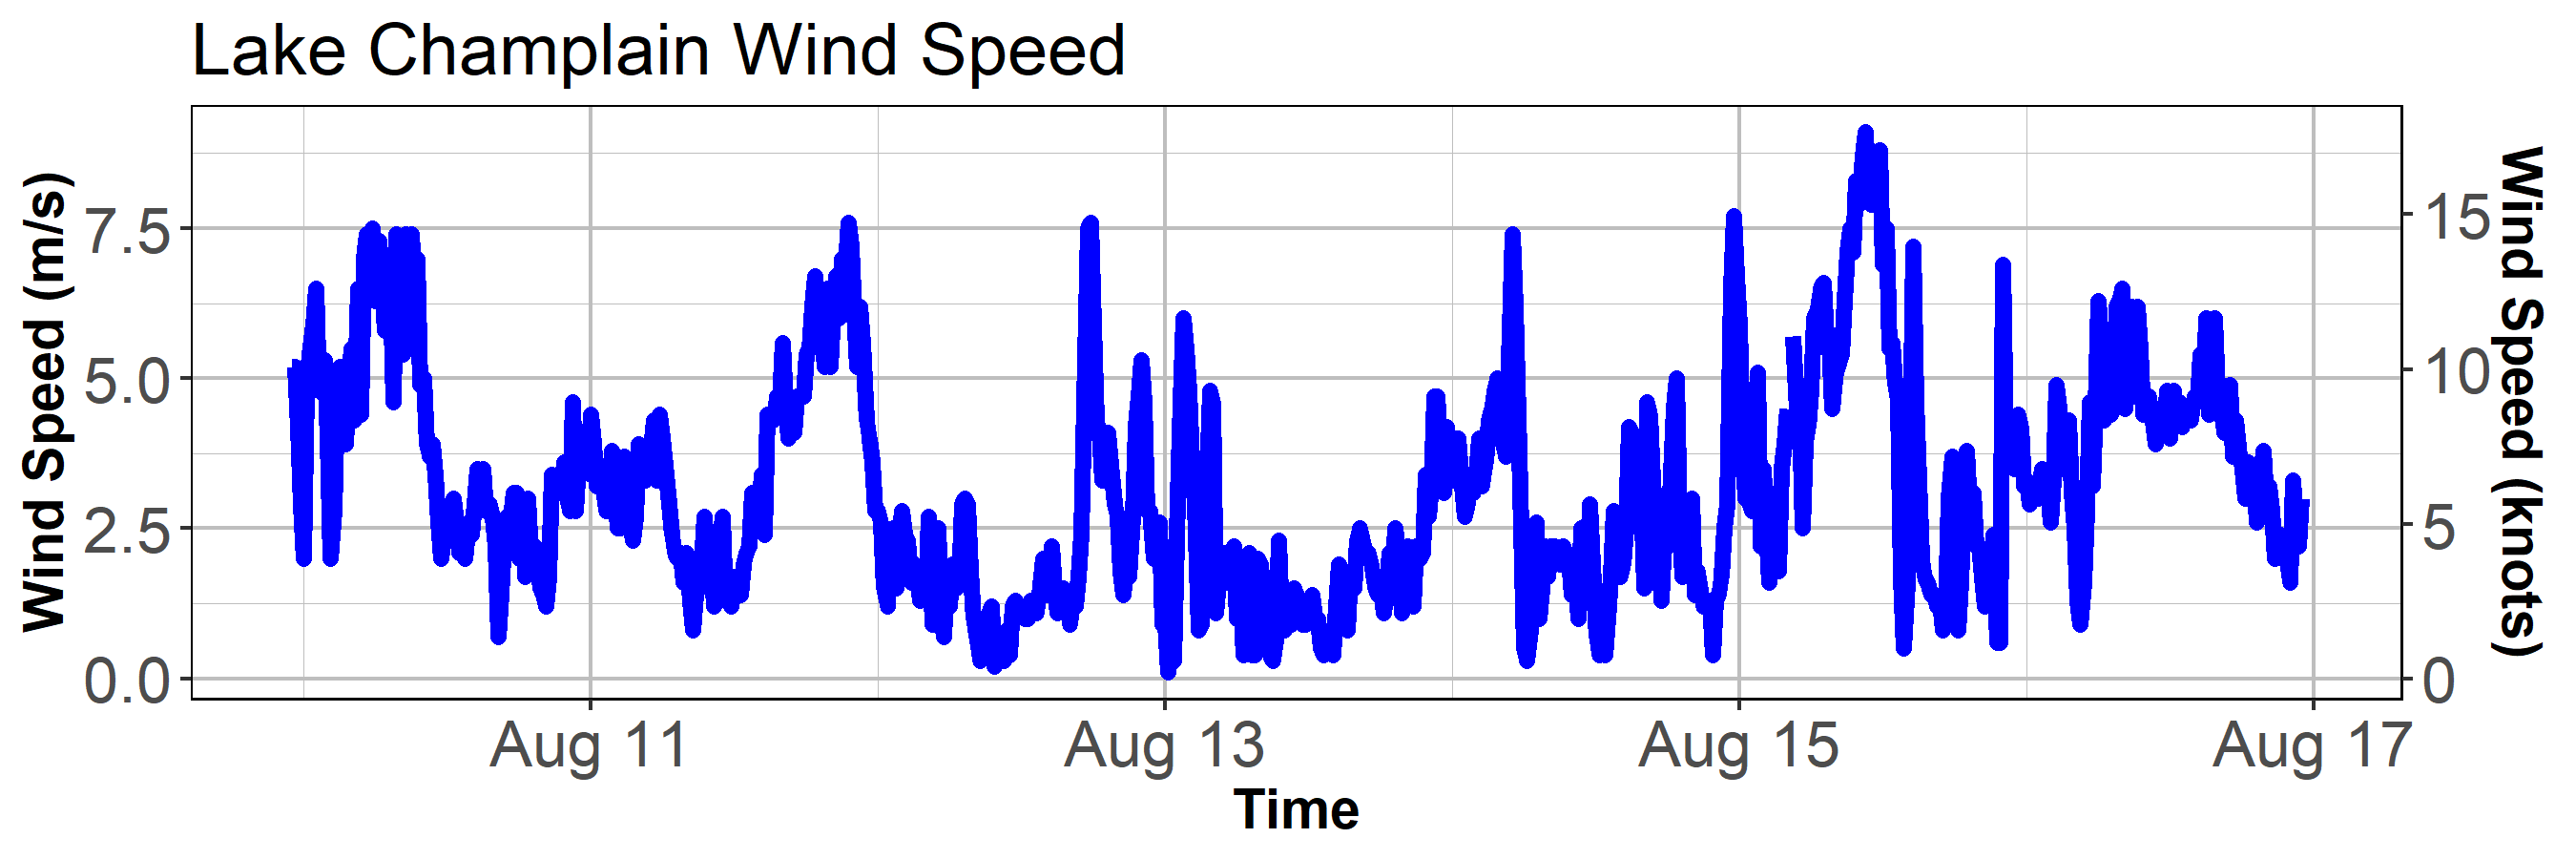 Lake Champlain Wind Speed
Wind Speed (m/s)
7.5
5.0
2.5
0.0
15
10
5
0
Wind Speed (knots)
Aug 11
Aug 13
Aug 15
Aug 17
Time